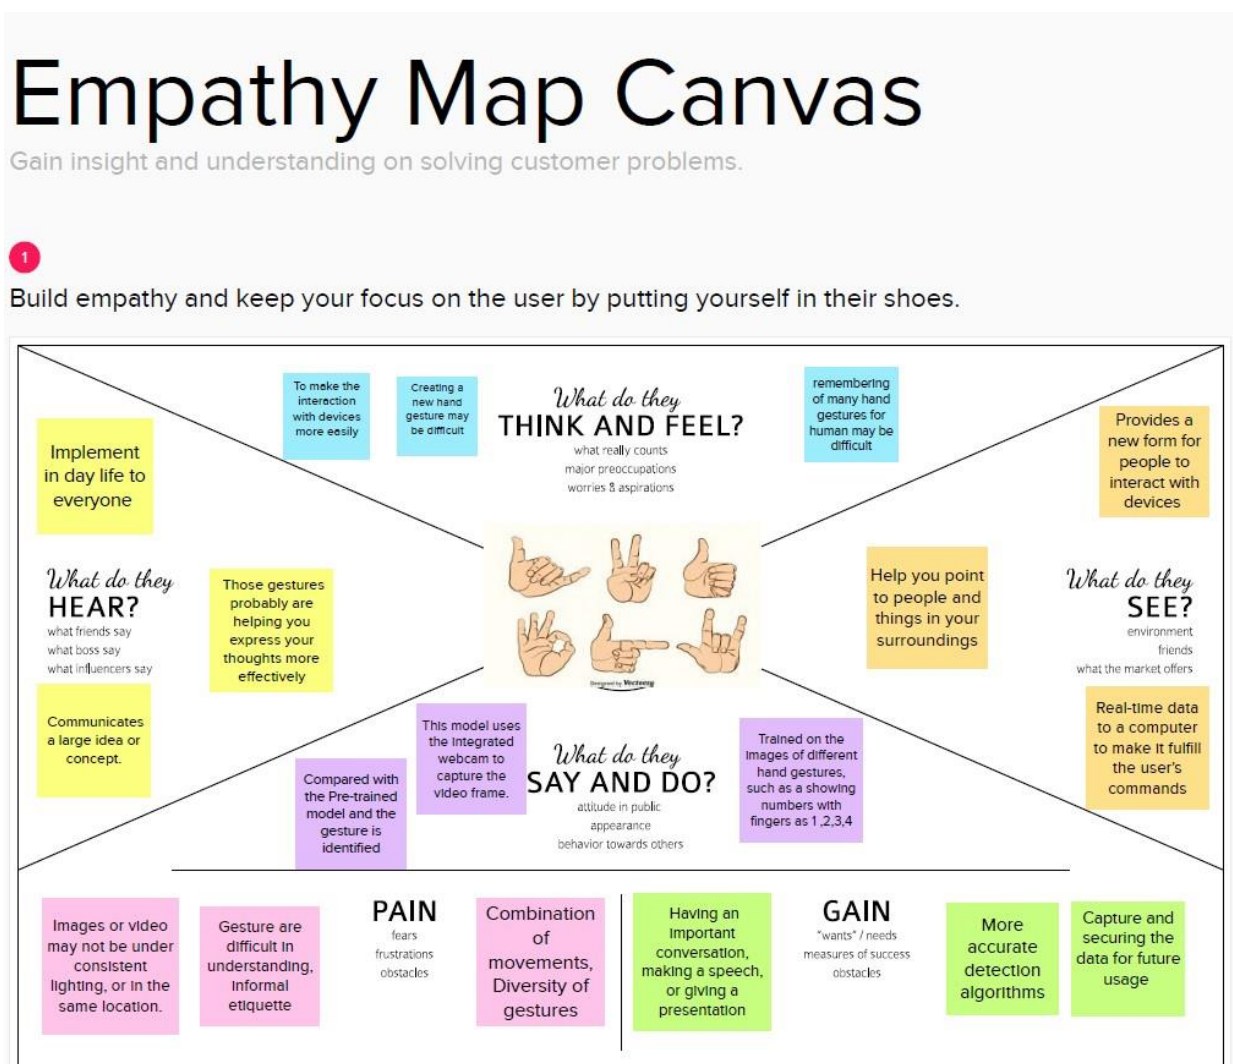 Empathy Map Canvas
Gain insight and understanding on solving customer problems.
1
Build empathy and keep your focus on the user by putting yourself in their shoes.
To make the
interaction
with devices
more easily
Creating a
new hand
gesture may
be difficult
What do they
THINK AND FEEL?
what really counts
major preoccupations
worries & aspirations
remembering
of many hand
gestures for
human may be
difficult
Implement
in day life to
everyone
What do they
HEAR?
what friends say
what boss say
what influencers say
Those gestures
probably are
helping you
express your
thoughts more
effectively
Communicates
a large idea or
concept.
Designed by Vecteezy
Provides a
new form for
people to
interact with
devices
Help you point
to people and
things in your
surroundings
What do they
SEE?
environment
friends
what the market offers
Real-time data
to a computer
to make it fulfill
the user's
commands
Compared with
the Pre-trained
model and the
gesture is
identified
This model uses
the integrated
webcam to
capture the
video frame.
What do they
SAY AND DO?
attitude in public
appearance
behavior towards others
Trained on the
images of different
hand gestures,
such as a showing
numbers with
fingers as 1,2,3,4
Images or video
may not be under
consistent
lighting, or in the
same location.
Gesture are
difficult in
understanding,
informal
etiquette
PAIN
fears
frustrations
obstacles
Combination
of
movements,
Diversity of
gestures
Having an
important
conversation,
making a speech,
or giving a
presentation
GAIN
"wants" / needs
measures of success
obstacles
More
accurate
detection
algorithms
Capture and
securing the
data for future
usage